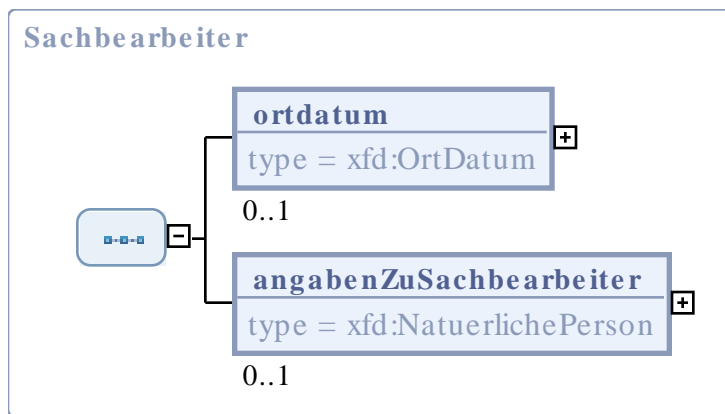 Sachbearbeiter
ortdatum
type = xfd:OrtDatum
0..1
angabenZuSachbearbeiter
type = xfd:NatuerlichePerson
0..1